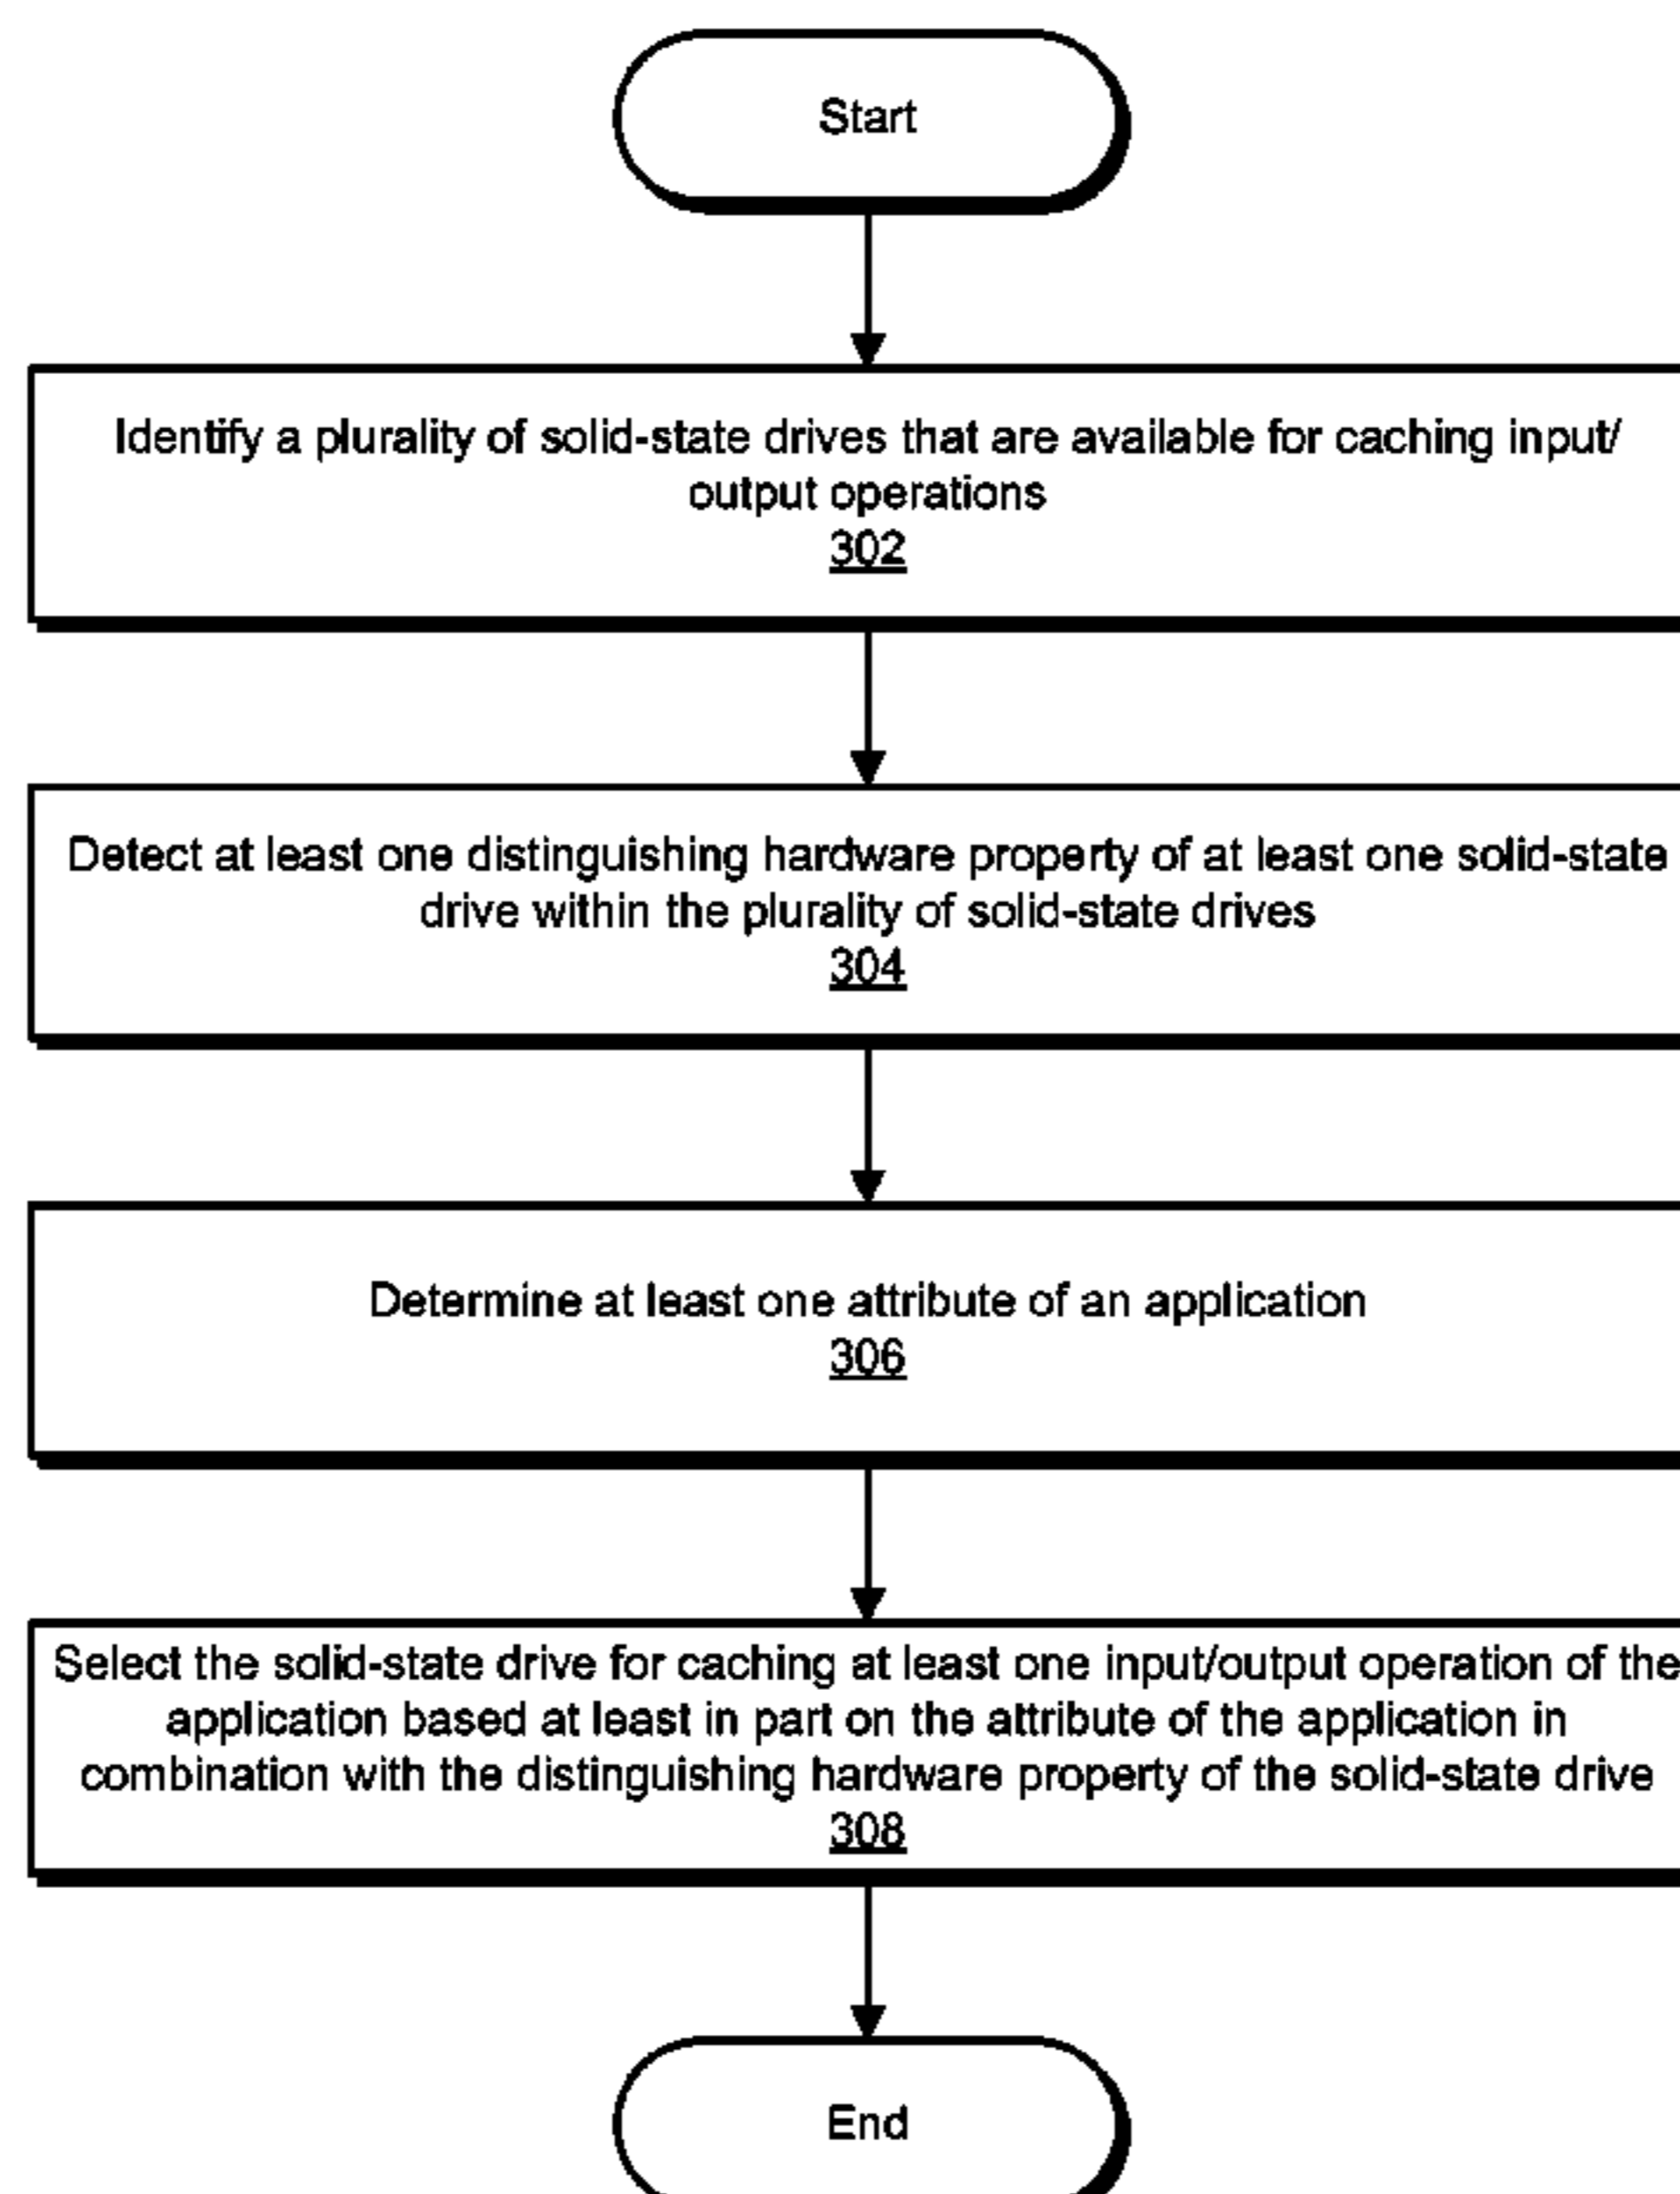 Start
Identify a plurality of solid-state drives that are available for caching input/
output operations
302
Detect at least one distinguishing hardware property of at least one solid-state
drive within the plurality of solid-state drives
304
Determine at least one attribute of an application
306
Select the solid-state drive for caching at least one input/output operation of the
application based at least in part on the attribute of the application in
combination with the distinguishing hardware property of the solid-state drive
308
End